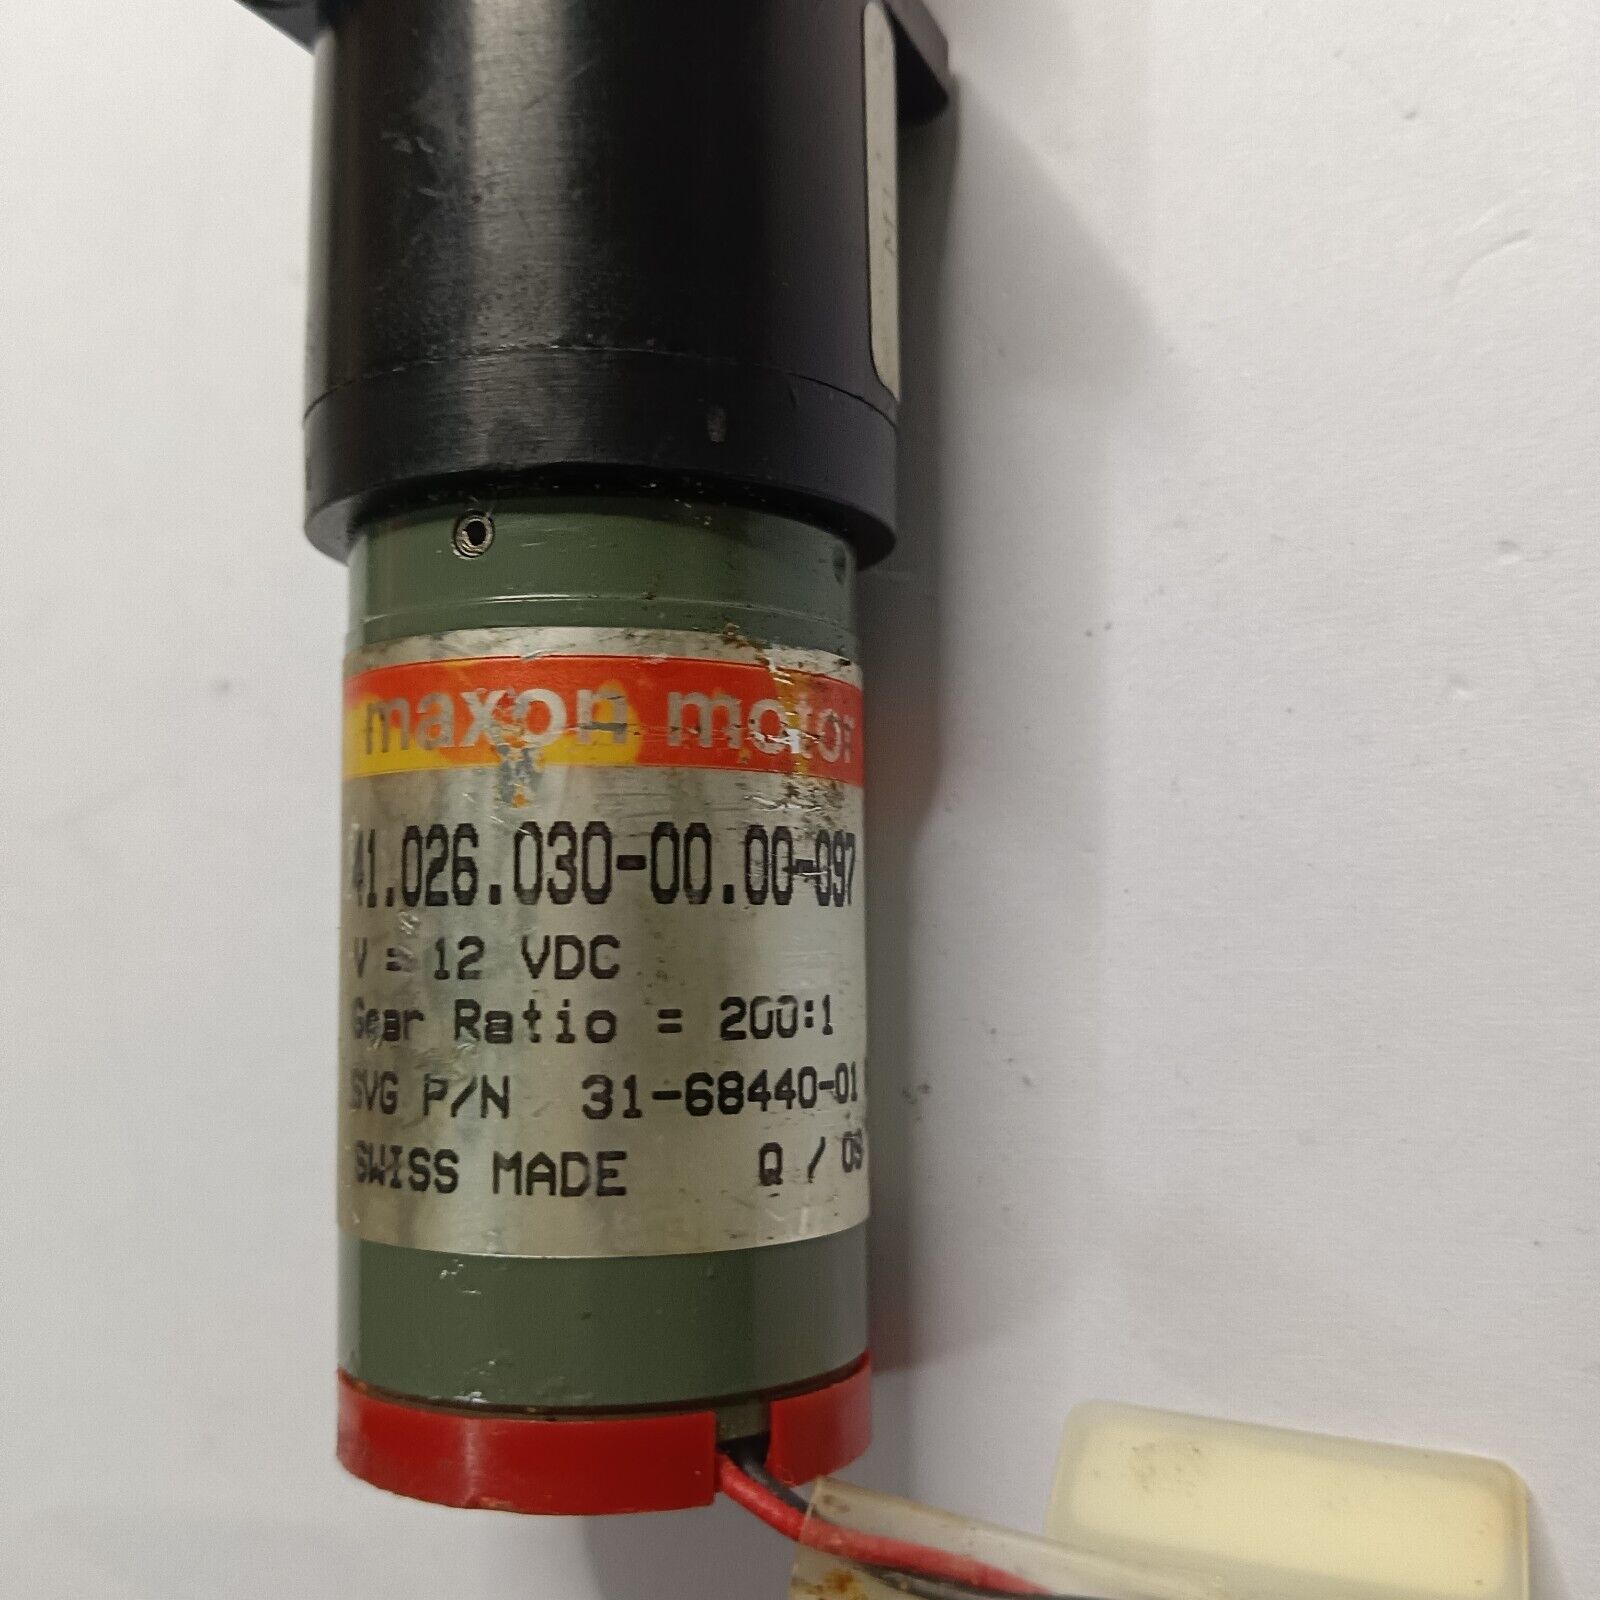 maxon motor
41.026.030-00.00-097
V = 12 VDC
Gear Ratio = 200:1
SVG P/N 31-68440-01
SWISS MADE Q / 09